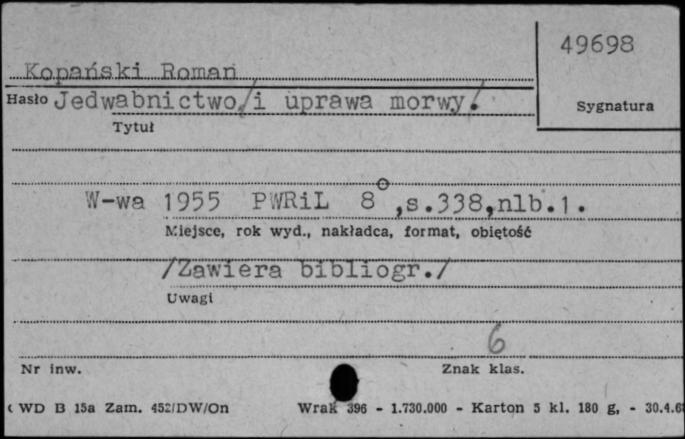 49698
Kopański Roman
Hasło Jedwabnictwo/i uprawa morwy/.
Sygnatura
Tytuł
W-wa 1955 PWRiL 8°,s.338,nlb.1.
Miejsce, rok wyd., nakładca, format, objętość
/Zawiera bibliogr./
Uwagi
6
Nr inw. Znak klas.
WD B 15a Zam. 452/DW/On Wrak 396 - 1.730.000 - Karton 5 kl. 180 g, - 30.4.6